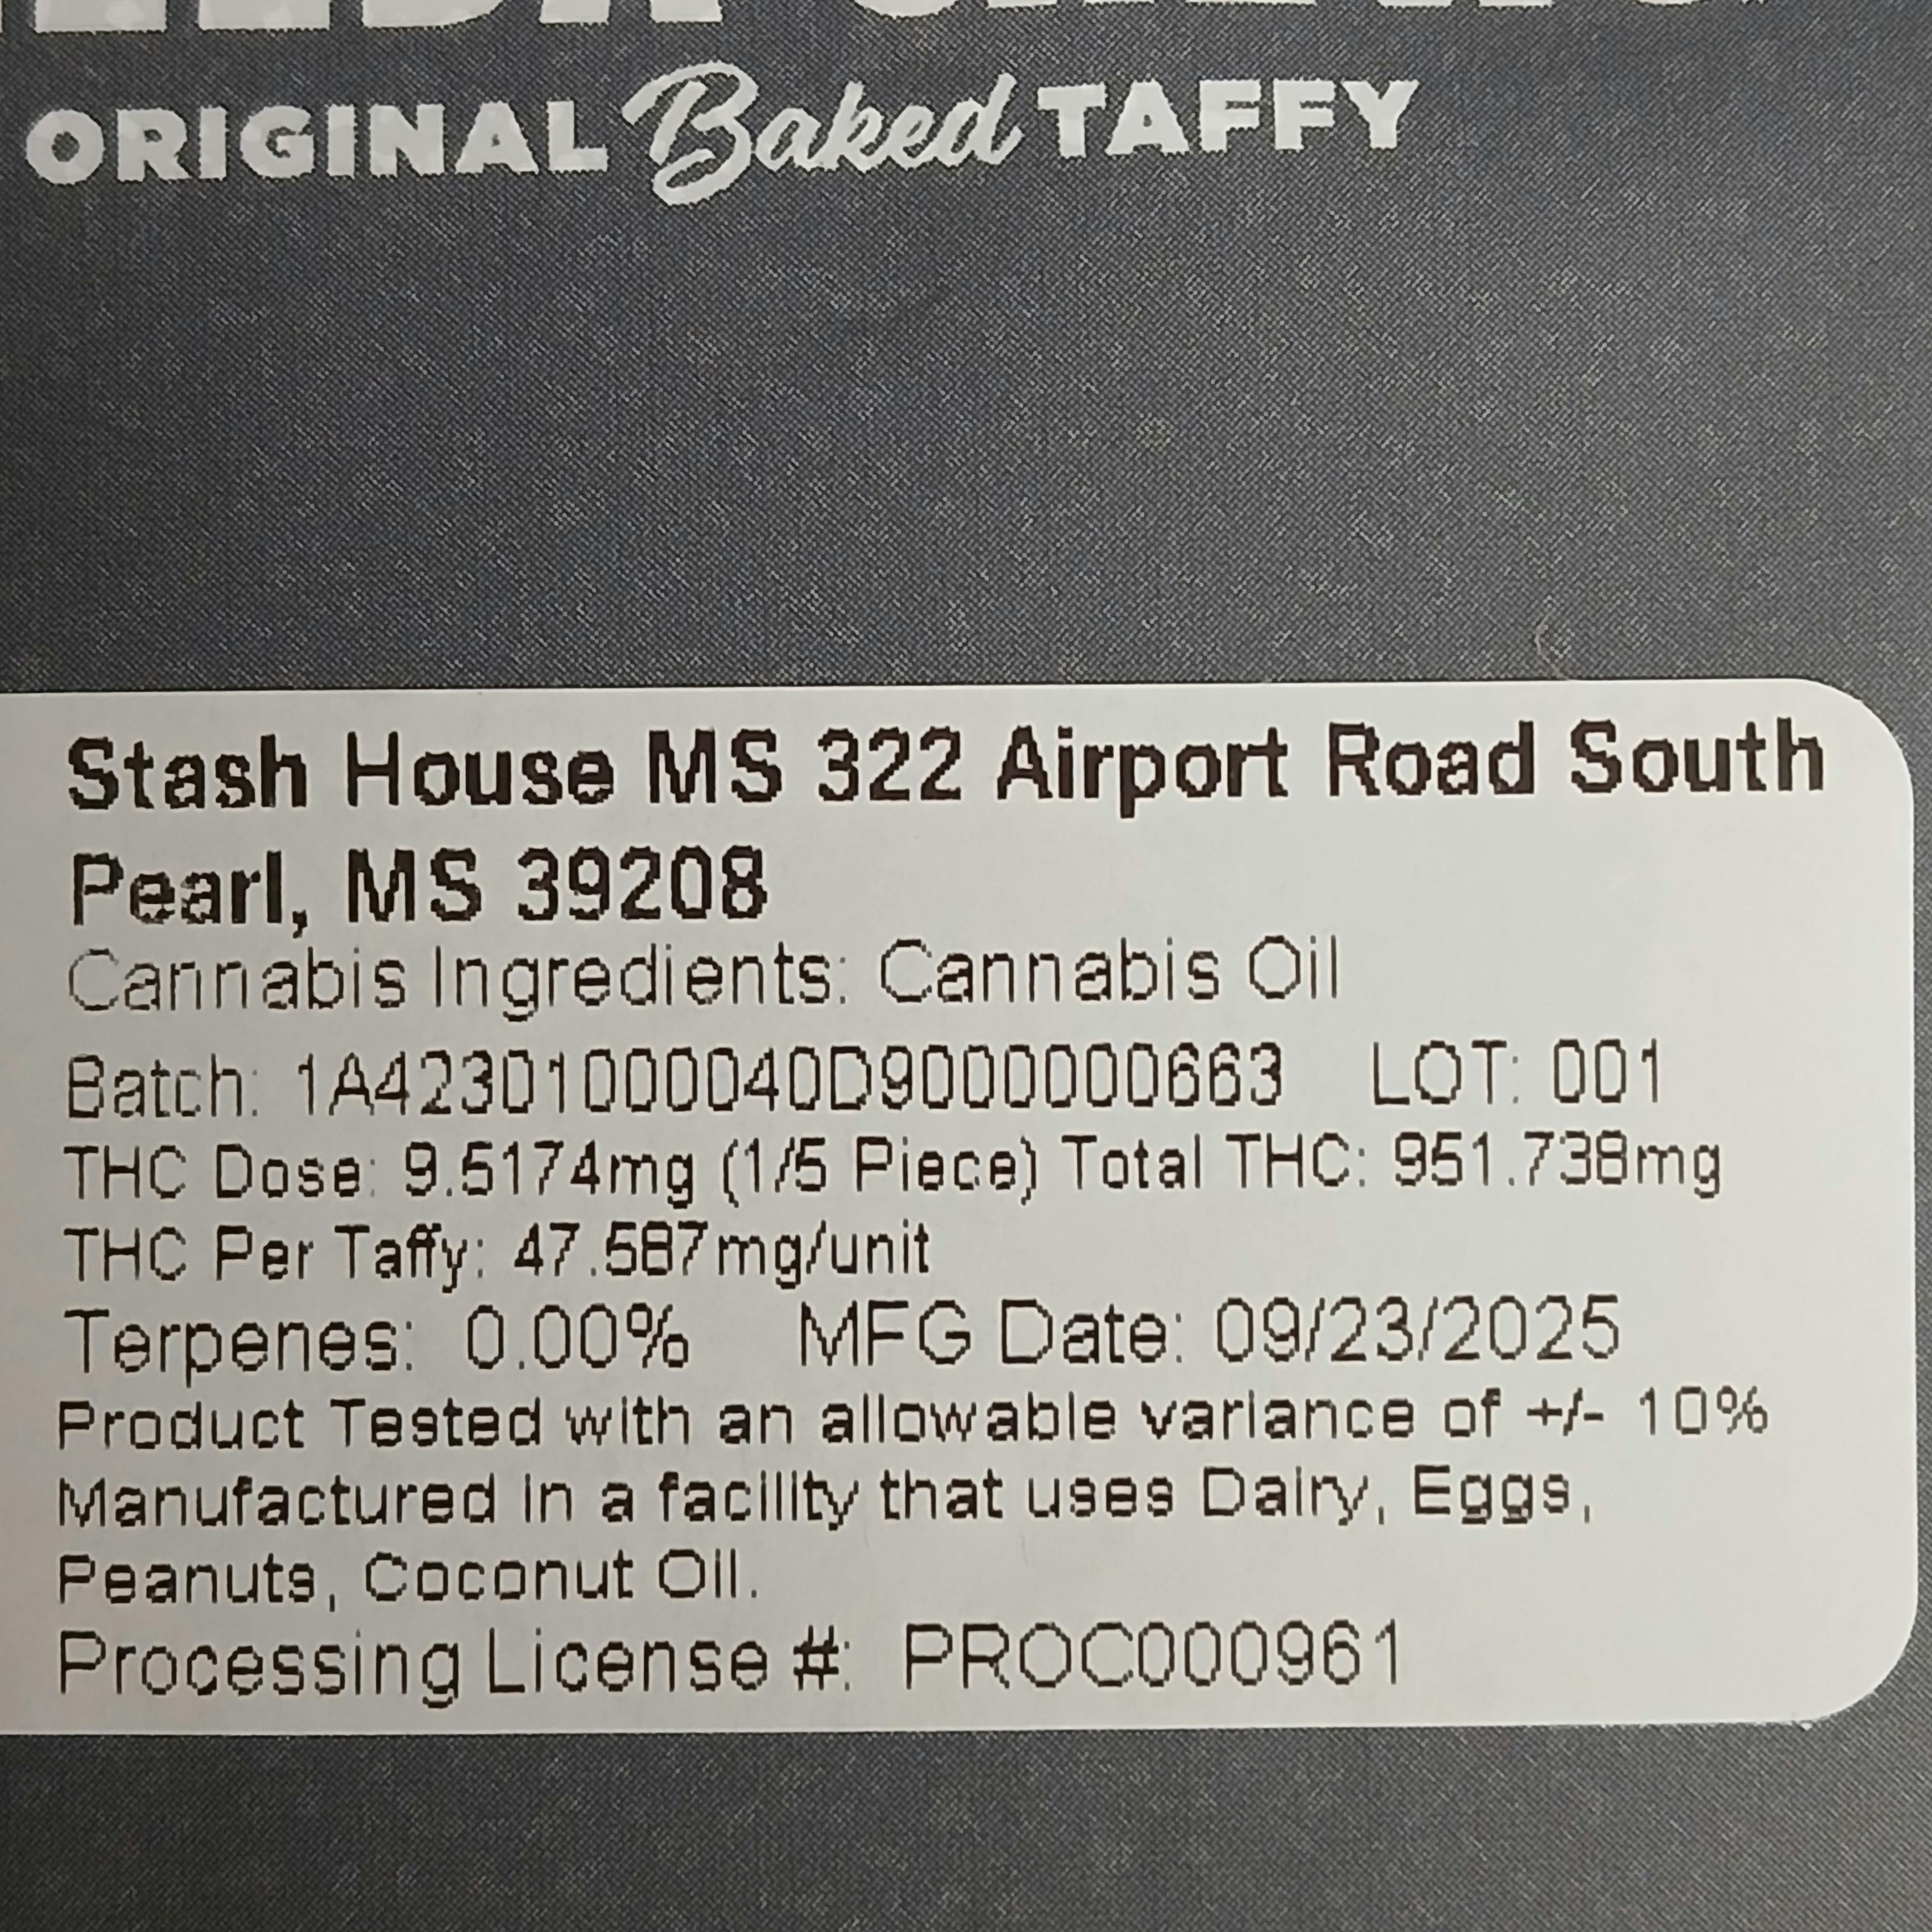 ORIGINAL Baked TAFFY
Stash House MS 322 Airport Road South
Pearl, MS 39208
Cannabis Ingredients: Cannabis Oil
Batch: 1A42301000040D9000000663 LOT: 001
THC Dose: 9.5174mg (1/5 Piece) Total THC: 951.738mg
THC Per Taffy: 47.587mg/unit
Terpenes: 0.00% MFG Date: 09/23/2025
Product Tested with an allowable variance of +/- 10%
Manufactured in a facility that uses Dairy, Eggs,
Peanuts, Coconut Oil.
Processing License #: PROC000961